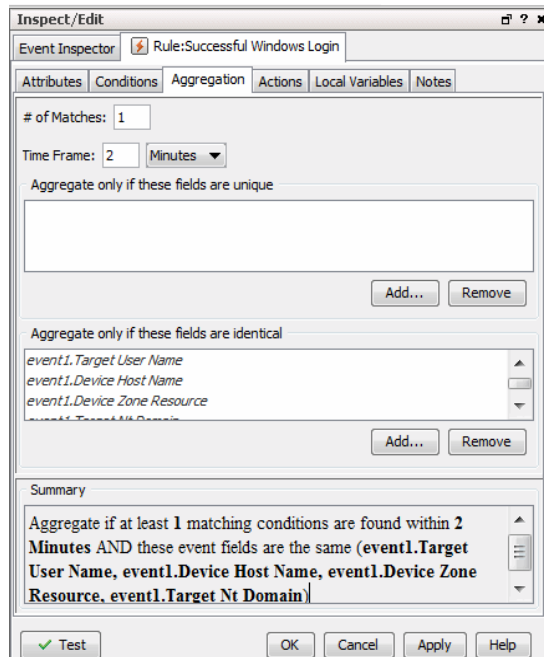 Inspect/Edit
Event Inspector
Rule:Successful Windows Login
Attributes
Conditions
Aggregation
Actions
Local Variables
Notes
# of Matches: 1
Time Frame: 2 Minutes
Aggregate only if these fields are unique
Add... Remove
Aggregate only if these fields are identical
event1.Target User Name
event1.Device Host Name
event1.Device Zone Resource
event1.Target Nt Domain
Add... Remove
Summary
Aggregate if at least 1 matching conditions are found within 2
Minutes AND these event fields are the same (event1.Target
User Name, event1.Device Host Name, event1.Device Zone
Resource, event1.Target Nt Domain)
Test OK Cancel Apply Help